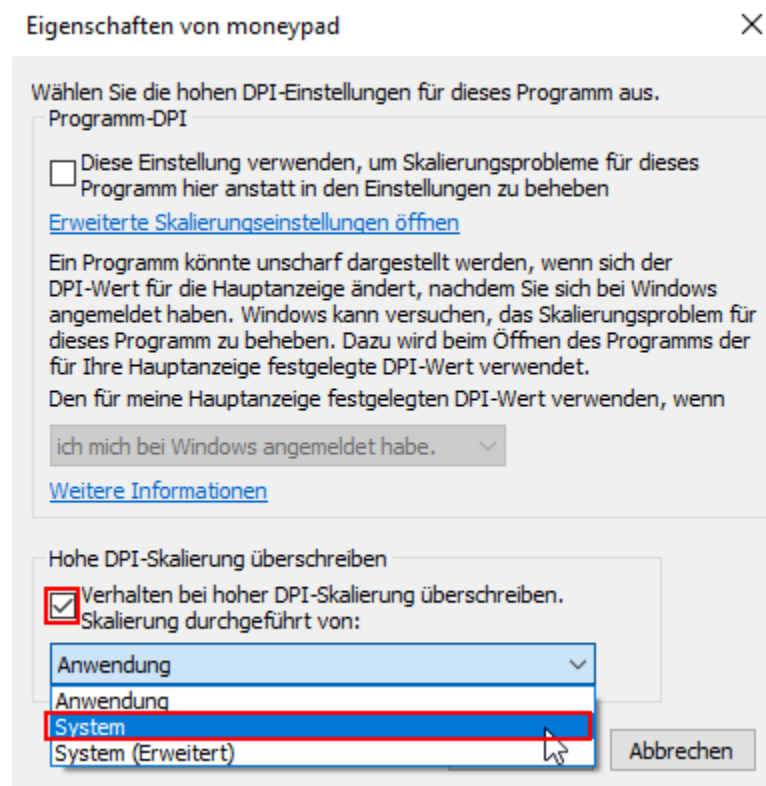 Eigenschaften von moneypad
Wählen Sie die hohen DPI-Einstellungen für dieses Programm aus.
Programm-DPI
Diese Einstellung verwenden, um Skalierungsprobleme für dieses
Programm hier anstatt in den Einstellungen zu beheben
Erweiterte Skalierungseinstellungen öffnen
Ein Programm könnte unscharf dargestellt werden, wenn sich der
DPI-Wert für die Hauptanzeige ändert, nachdem Sie sich bei Windows
angemeldet haben. Windows kann versuchen, das Skalierungsproblem für
dieses Programm zu beheben. Dazu wird beim Öffnen des Programms der
für Ihre Hauptanzeige festgelegte DPI-Wert verwendet.
Den für meine Hauptanzeige festgelegten DPI-Wert verwenden, wenn
ich mich bei Windows angemeldet habe.
Weitere Informationen
Hohe DPI-Skalierung überschreiben
Verhalten bei hoher DPI-Skalierung überschreiben.
Skalierung durchgeführt von:
Anwendung
Anwendung
System
System (Erweitert)
Abbrechen